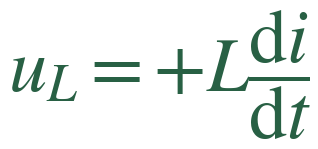 u_L = +L di/dt